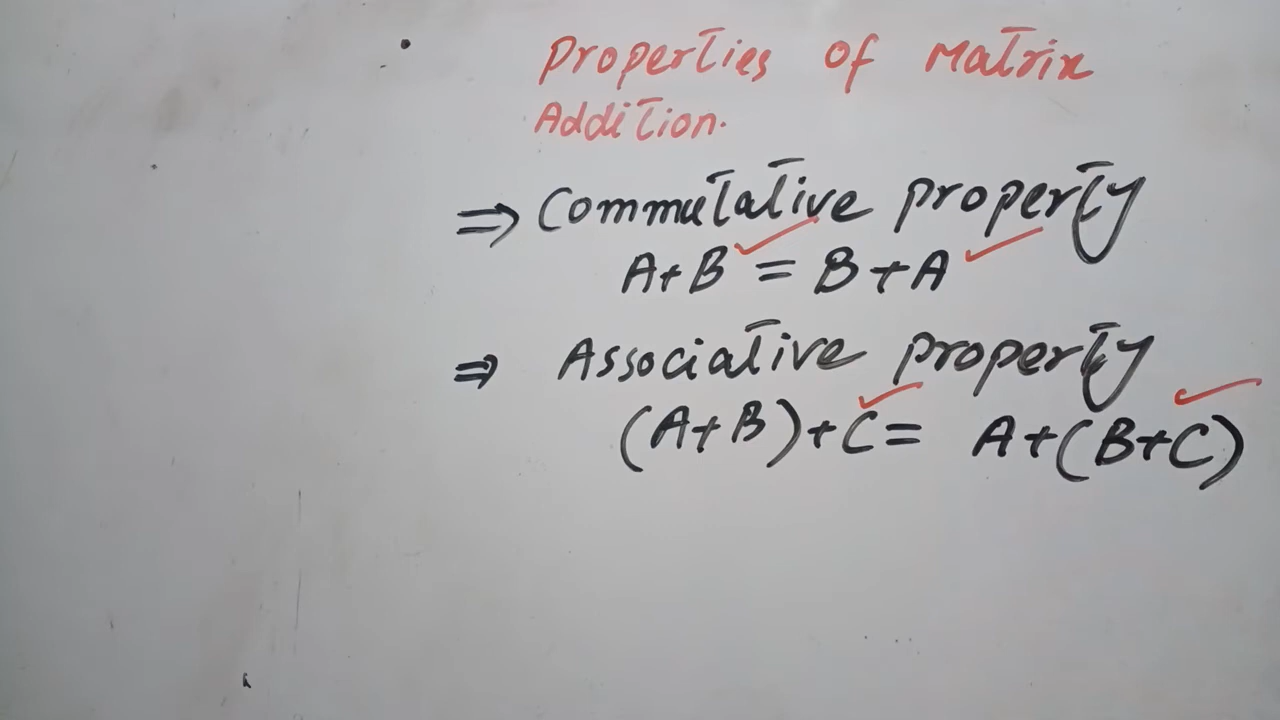 Properties of Matrix
Addition.
⇒ Commutative property
A+B = B+A
⇒ Associative property
(A+B)+C= A+(B+C)